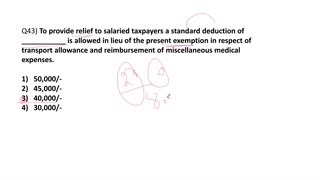 Q43) To provide relief to salaried taxpayers a standard deduction of
____________ is allowed in lieu of the present exemption in respect of
transport allowance and reimbursement of miscellaneous medical
expenses.
1) 50,000/-
2) 45,000/-
3) 40,000/-
4) 30,000/-